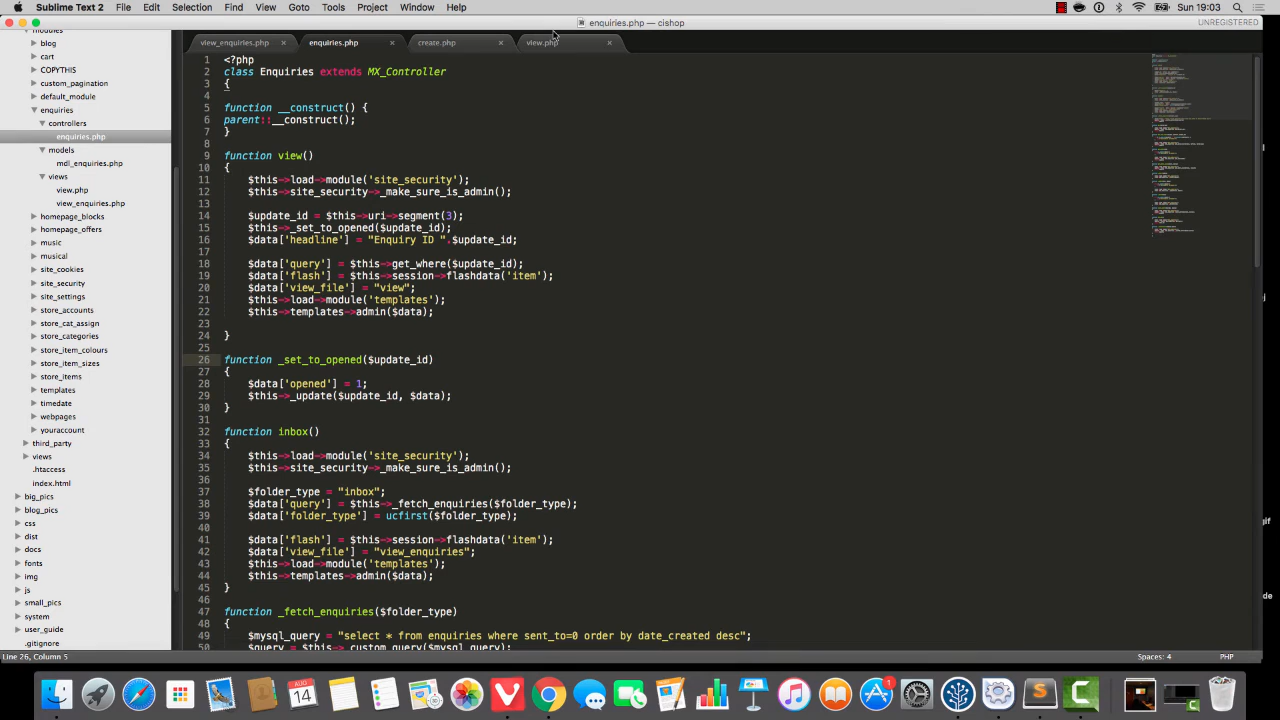 Sublime Text 2 File Edit Selection Find View Goto Tools Project Window Help Sun 19:03
enquiries.php — cishop UNREGISTERED
view_enquiries.php enquiries.php create.php view.php
modules
blog
cart
COPYTHIS
custom_pagination
default_module
enquiries
controllers
enquiries.php
models
mdl_enquiries.php
views
view.php
view_enquiries.php
homepage_blocks
homepage_offers
music
musical
site_cookies
site_security
site_settings
store_accounts
store_cat_assign
store_categories
store_item_colours
store_item_sizes
store_items
templates
timedate
webpages
youraccount
third_party
views
.htaccess
index.html
big_pics
blog_pics
css
dist
docs
fonts
img
js
small_pics
system
user_guide
.gitignore
1 <?php
2 class Enquiries extends MX_Controller
3 {
4
5 function __construct() {
6 parent::__construct();
7 }
8
9 function view()
10 {
11 $this->load->module('site_security');
12 $this->site_security->_make_sure_is_admin();
13
14 $update_id = $this->uri->segment(3);
15 $this->_set_to_opened($update_id);
16 $data['headline'] = "Enquiry ID ".$update_id;
17
18 $data['query'] = $this->get_where($update_id);
19 $data['flash'] = $this->session->flashdata('item');
20 $data['view_file'] = "view";
21 $this->load->module('templates');
22 $this->templates->admin($data);
23
24 }
25
26 function _set_to_opened($update_id)
27 {
28 $data['opened'] = 1;
29 $this->_update($update_id, $data);
30 }
31
32 function inbox()
33 {
34 $this->load->module('site_security');
35 $this->site_security->_make_sure_is_admin();
36
37 $folder_type = "inbox";
38 $data['query'] = $this->_fetch_enquiries($folder_type);
39 $data['folder_type'] = ucfirst($folder_type);
40
41 $data['flash'] = $this->session->flashdata('item');
42 $data['view_file'] = "view_enquiries";
43 $this->load->module('templates');
44 $this->templates->admin($data);
45 }
46
47 function _fetch_enquiries($folder_type)
48 {
49 $mysql_query = "select * from enquiries where sent_to=0 order by date_created desc";
50 $query = $this->_custom_query($mysql_query);
Line 26, Column 5 Spaces: 4 PHP
AUG
14
1